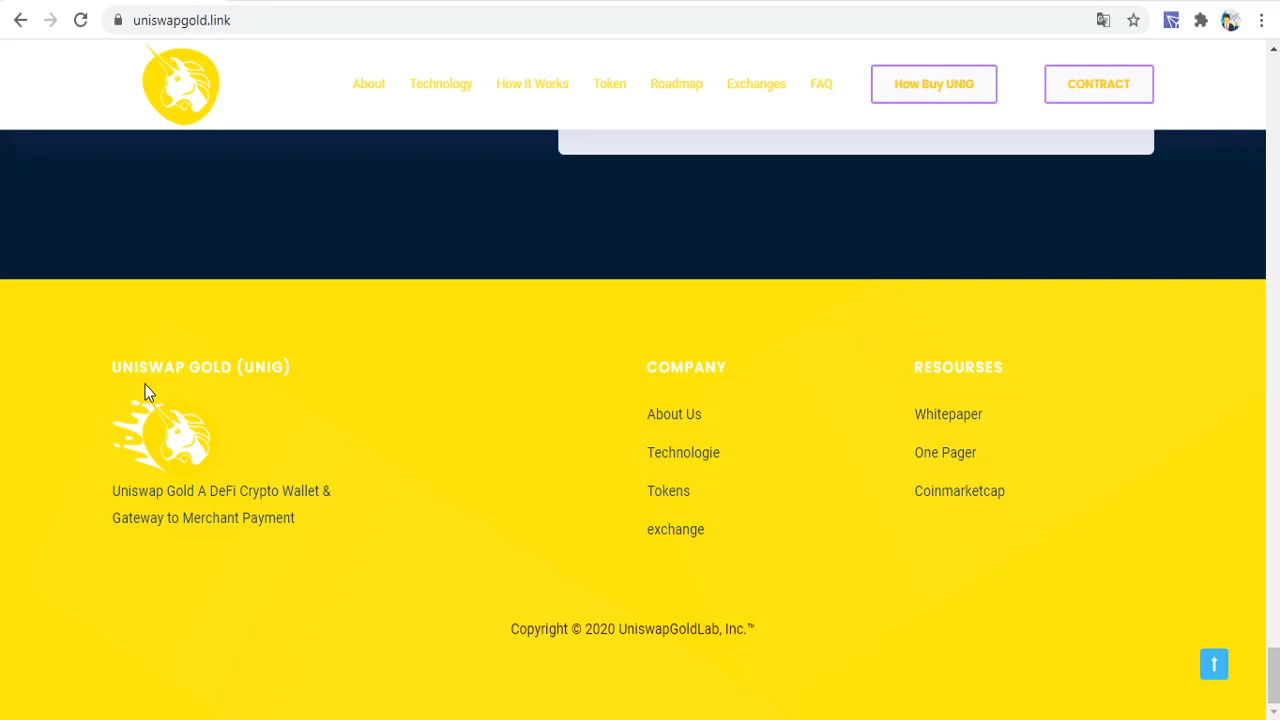 uniswapgold.link
About Technology How It Works Token Roadmap Exchanges FAQ How Buy UNIG CONTRACT
UNISWAP GOLD (UNIG)
Uniswap Gold A DeFi Crypto Wallet &
Gateway to Merchant Payment
COMPANY
About Us
Technologie
Tokens
exchange
RESOURSES
Whitepaper
One Pager
Coinmarketcap
Copyright © 2020 UniswapGoldLab, Inc.™